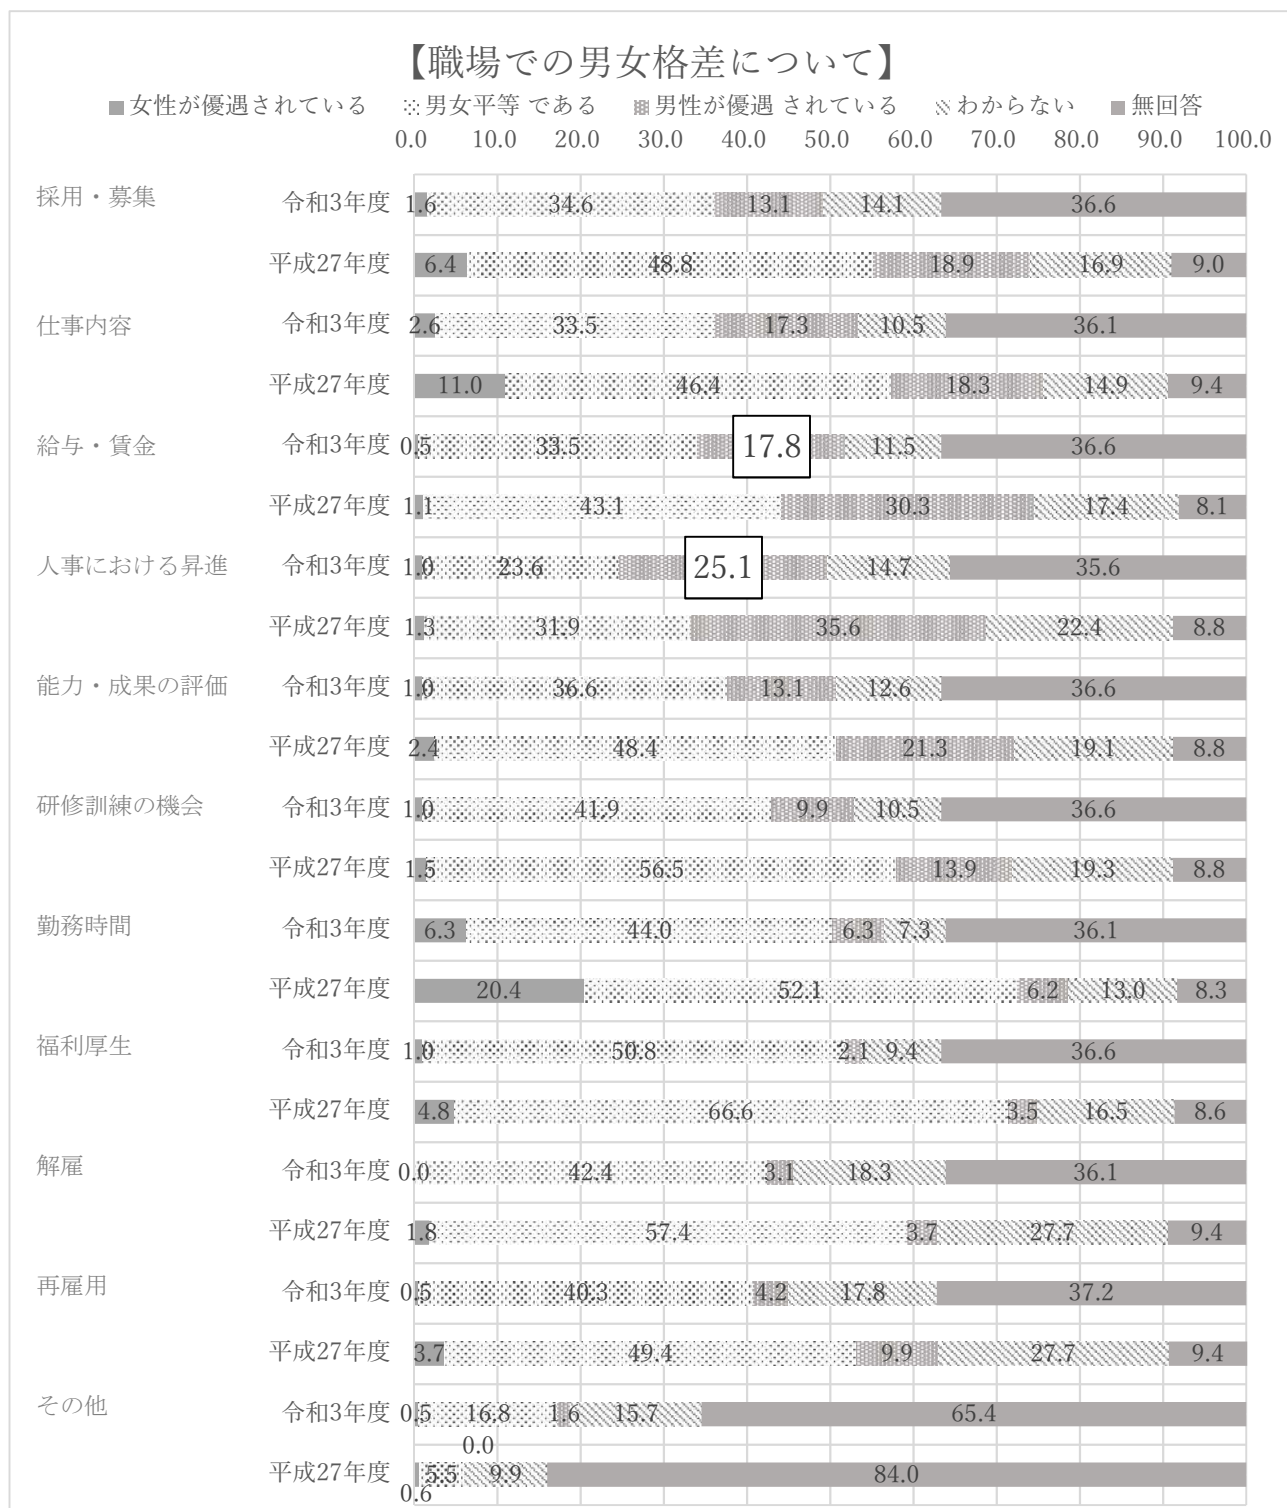 【職場での男女格差について】
■女性が優遇されている 男女平等 である 男性が優遇 されている わからない ■無回答
0.0 10.0 20.0 30.0 40.0 50.0 60.0 70.0 80.0 90.0 100.0
採用・募集 令和3年度 1.6 34.6 13.1 14.1 36.6
平成27年度 6.4 48.8 18.9 16.9 9.0
仕事内容 令和3年度 2.6 33.5 17.3 10.5 36.1
平成27年度 11.0 46.4 18.3 14.9 9.4
給与・賃金 令和3年度 0.5 33.5 17.8 11.5 36.6
平成27年度 1.1 43.1 30.3 17.4 8.1
人事における昇進 令和3年度 1.0 23.6 25.1 14.7 35.6
平成27年度 1.3 31.9 35.6 22.4 8.8
能力・成果の評価 令和3年度 1.0 36.6 13.1 12.6 36.6
平成27年度 2.4 48.4 21.3 19.1 8.8
研修訓練の機会 令和3年度 1.0 41.9 9.9 10.5 36.6
平成27年度 1.5 56.5 13.9 19.3 8.8
勤務時間 令和3年度 6.3 44.0 6.3 7.3 36.1
平成27年度 20.4 52.1 6.2 13.0 8.3
福利厚生 令和3年度 1.0 50.8 2.1 9.4 36.6
平成27年度 4.8 66.6 3.5 16.5 8.6
解雇 令和3年度 0.0 42.4 3.1 18.3 36.1
平成27年度 1.8 57.4 3.7 27.7 9.4
再雇用 令和3年度 0.5 40.3 4.2 17.8 37.2
平成27年度 3.7 49.4 9.9 27.7 9.4
その他 令和3年度 0.5 16.8 1.6 15.7 65.4
0.0
平成27年度 5.5 9.9 84.0
0.6